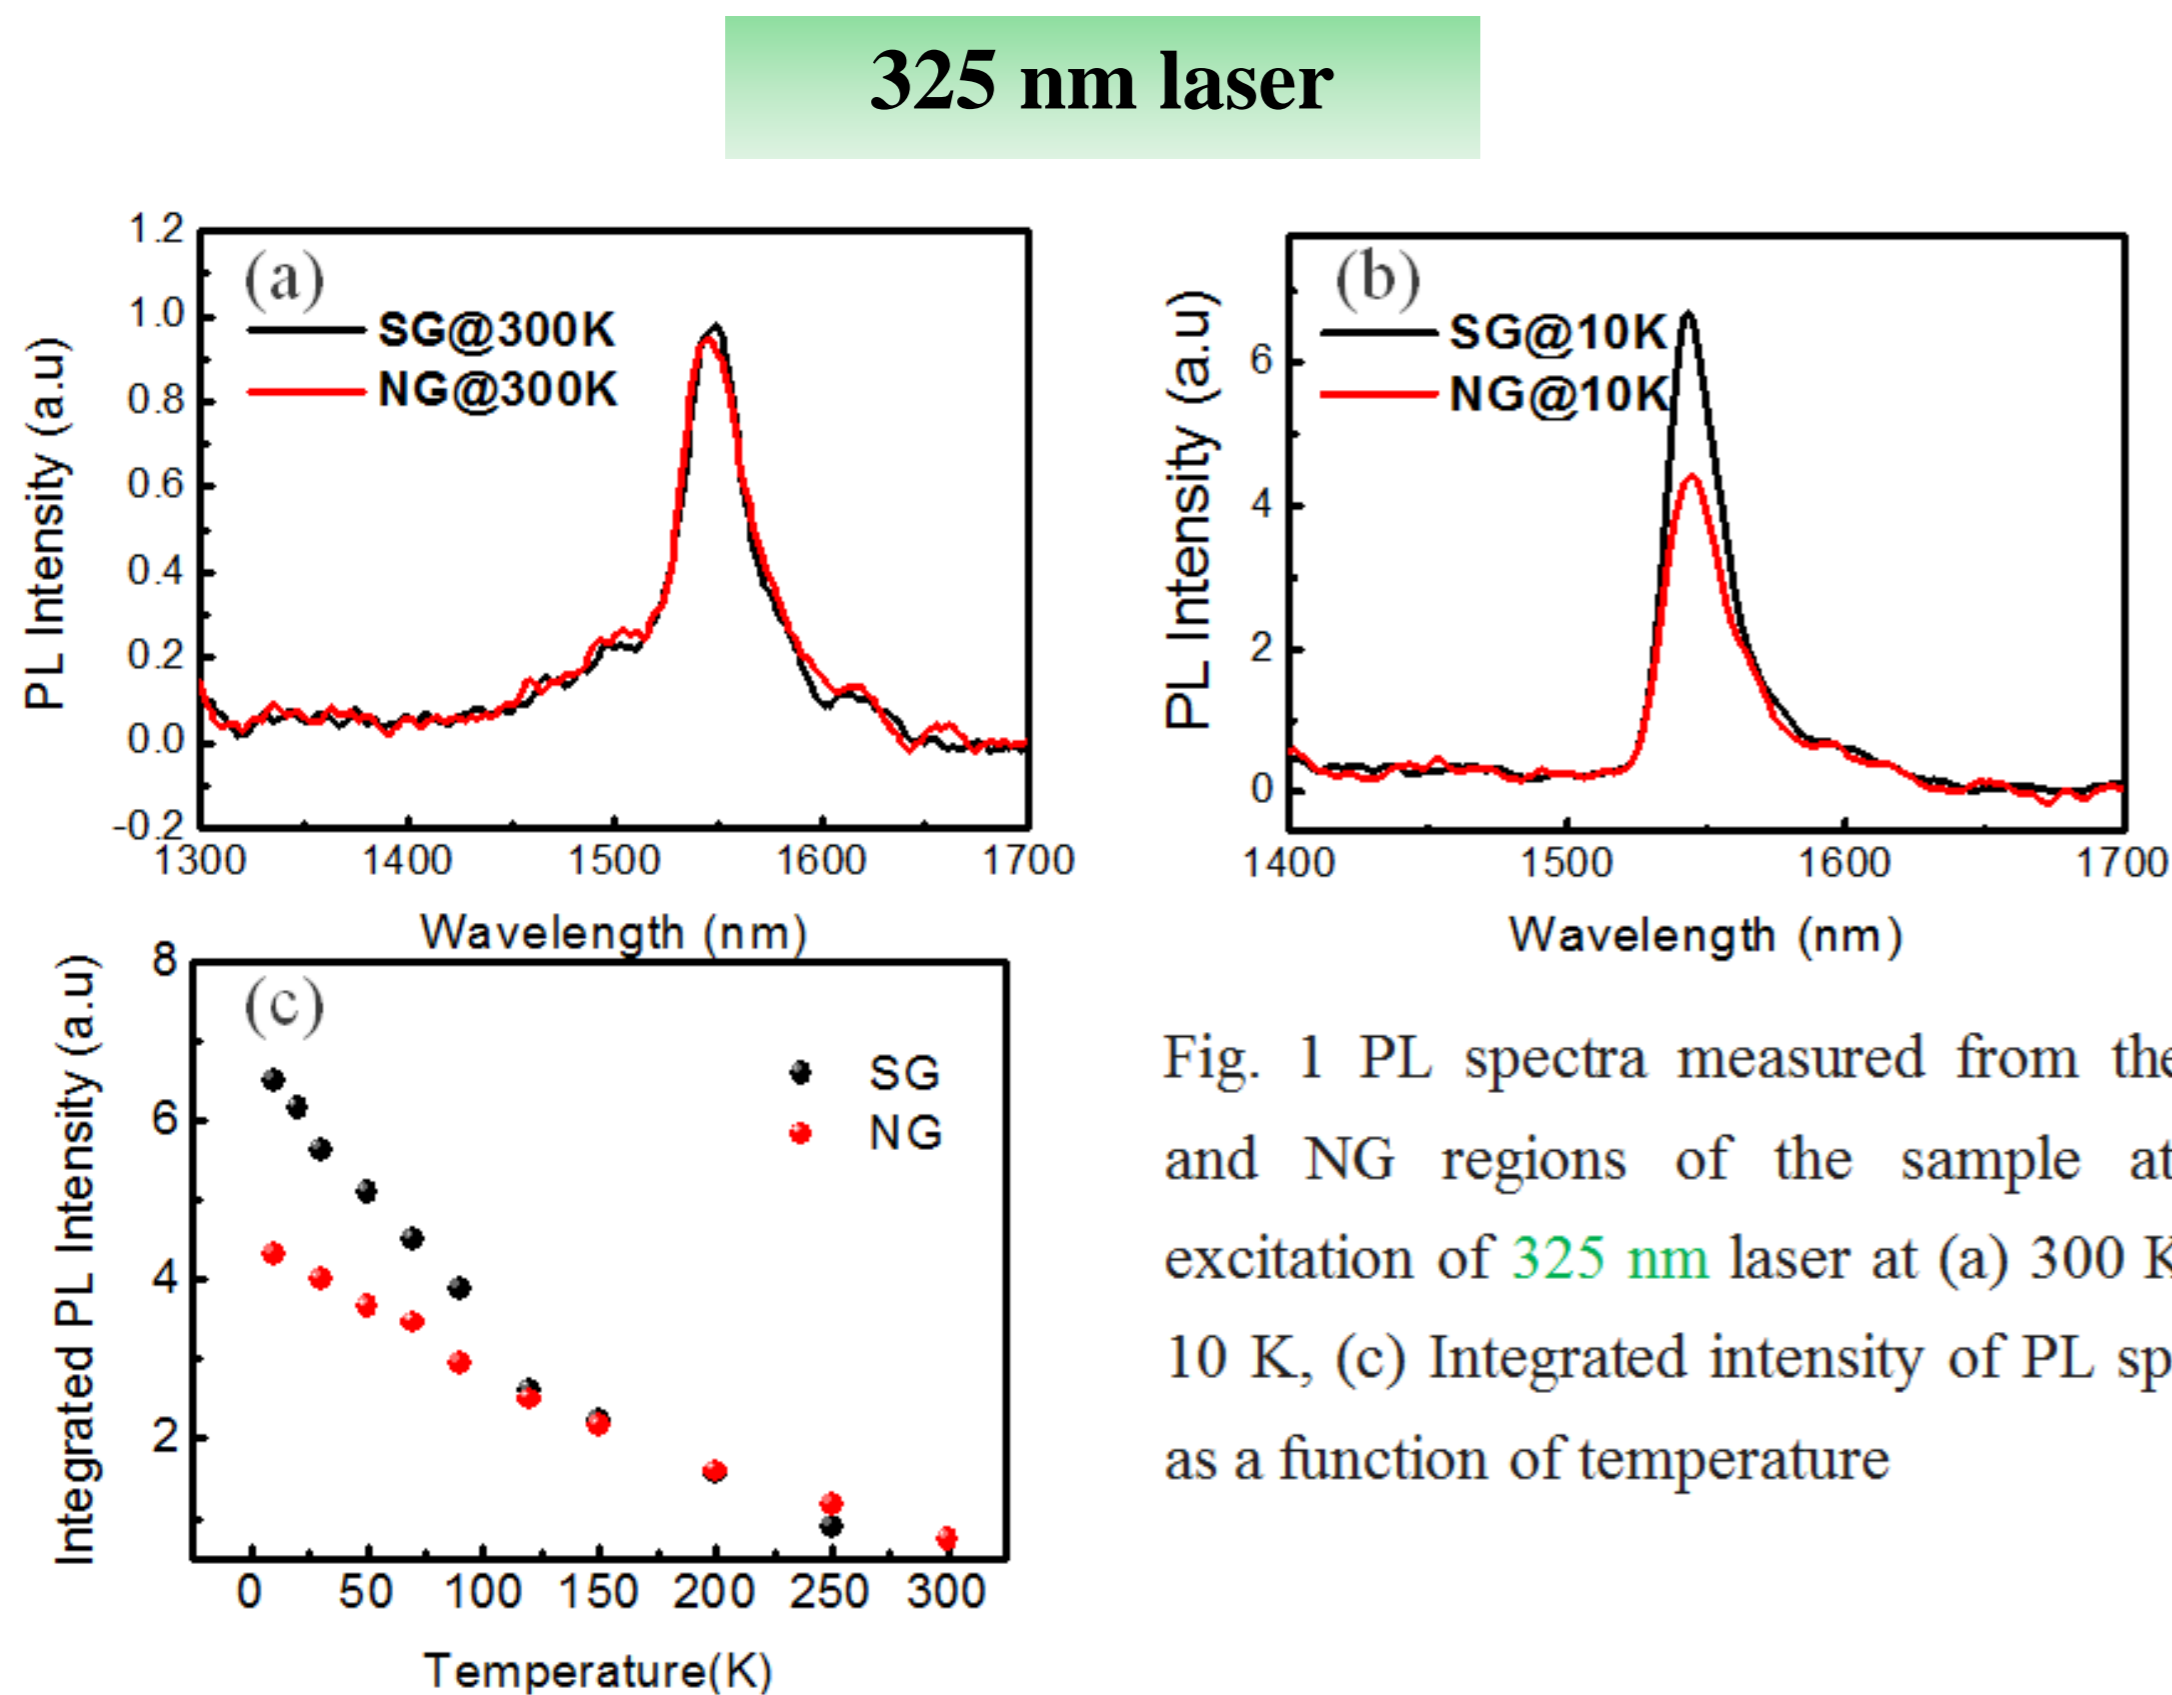 325 nm laser
(a)
SG@300K
NG@300K
PL Intensity (a.u)
1.2
1.0
0.8
0.6
0.4
0.2
0.0
-0.2
1300 1400 1500 1600 1700
Wavelength (nm)
(b)
SG@10K
NG@10K
PL Intensity (a.u)
6
4
2
0
1400 1500 1600 1700
Wavelength (nm)
(c)
SG
NG
Integrated PL Intensity (a.u)
8
6
4
2
0 50 100 150 200 250 300
Temperature(K)
Fig. 1 PL spectra measured from the
and NG regions of the sample at
excitation of 325 nm laser at (a) 300 K
10 K, (c) Integrated intensity of PL sp
as a function of temperature